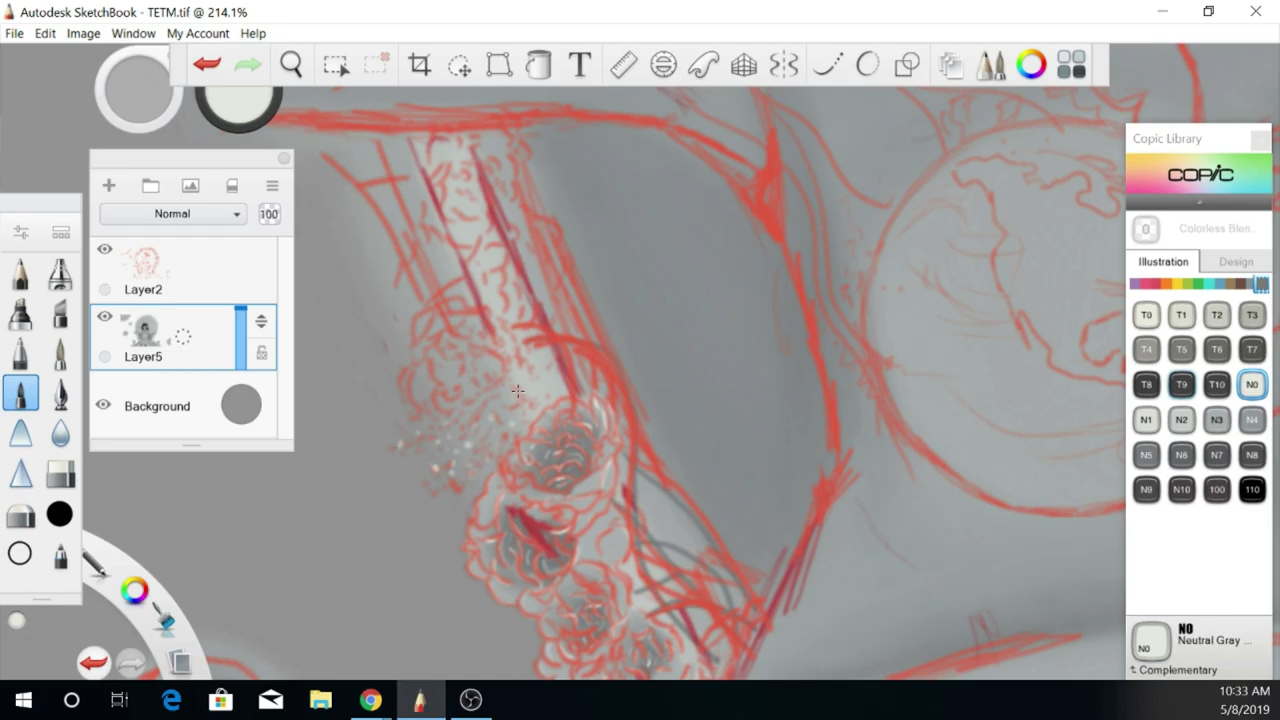 Autodesk SketchBook - TETM.tif @ 214.1%
File Edit Image Window My Account Help
T
Copic Library
COPIC
Normal 100
0 Colorless Blen..
Layer2
Illustration Design
Layer5
T0 T1 T2 T3
T4 T5 T6 T7
T8 T9 T10 N0
Background
N1 N2 N3 N4
N5 N6 N7 N8
N9 N10 100 110
N0
N0 Neutral Gray ...
Complementary
10:33 AM
5/8/2019